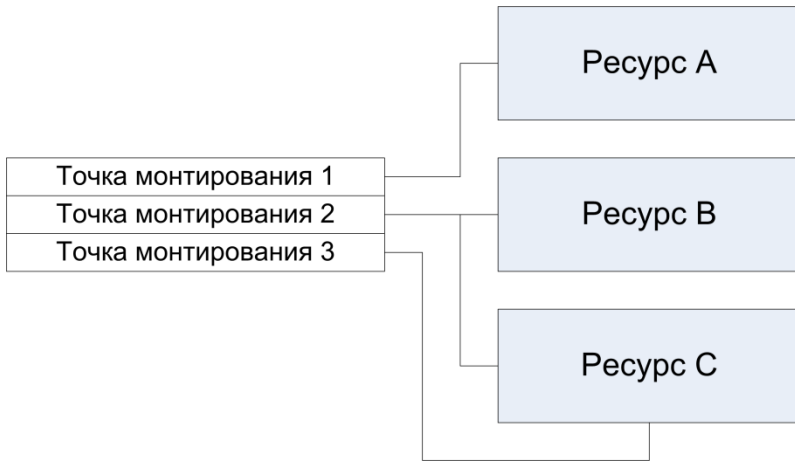 Ресурс A
Точка монтирования 1
Точка монтирования 2
Точка монтирования 3
Ресурс B
Ресурс C